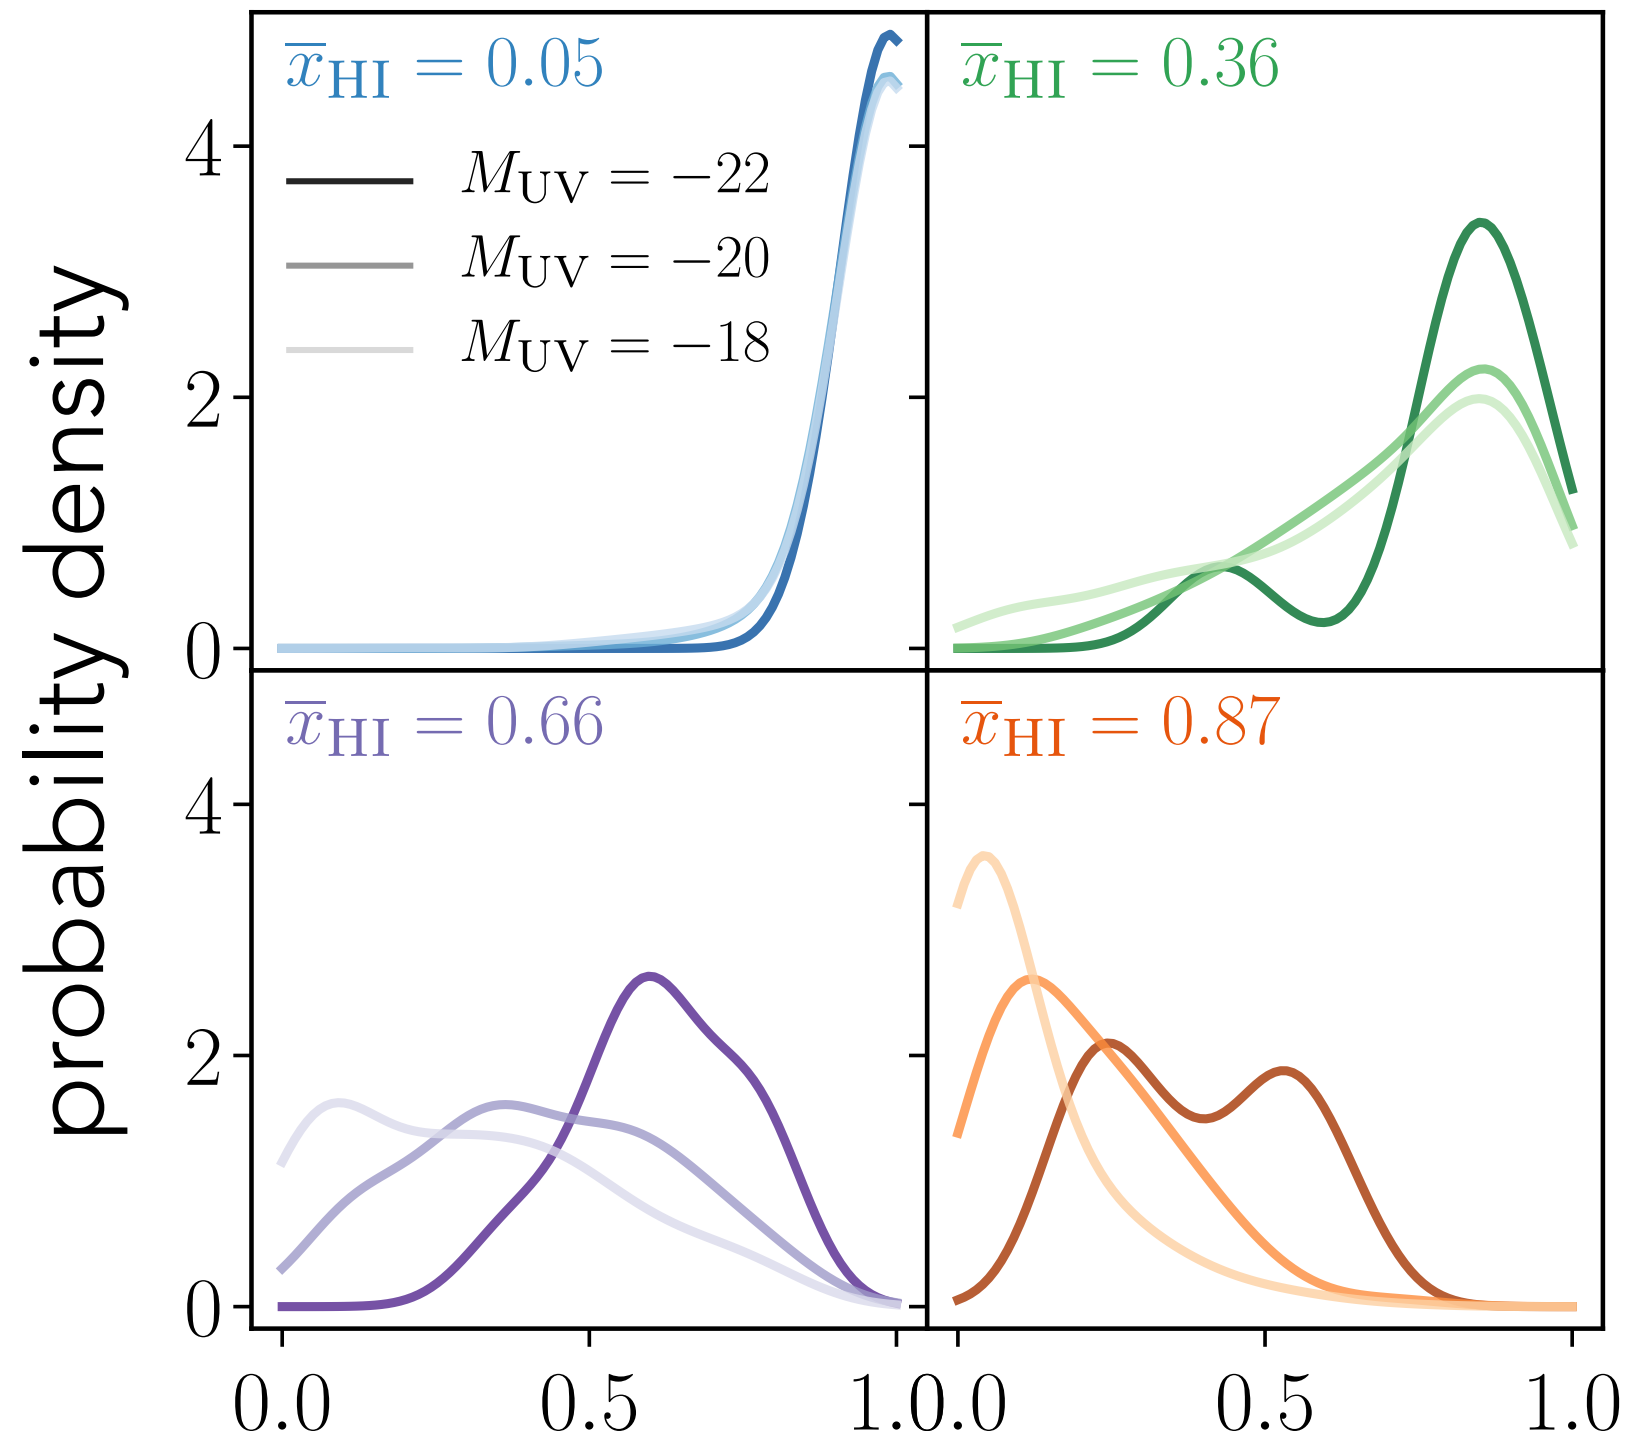 probability density
x̅HI = 0.05
MUV = −22
MUV = −20
MUV = −18
4
2
0
x̅HI = 0.36
x̅HI = 0.66
4
2
0
x̅HI = 0.87
0.0 0.5 1.0 0.0 0.5 1.0